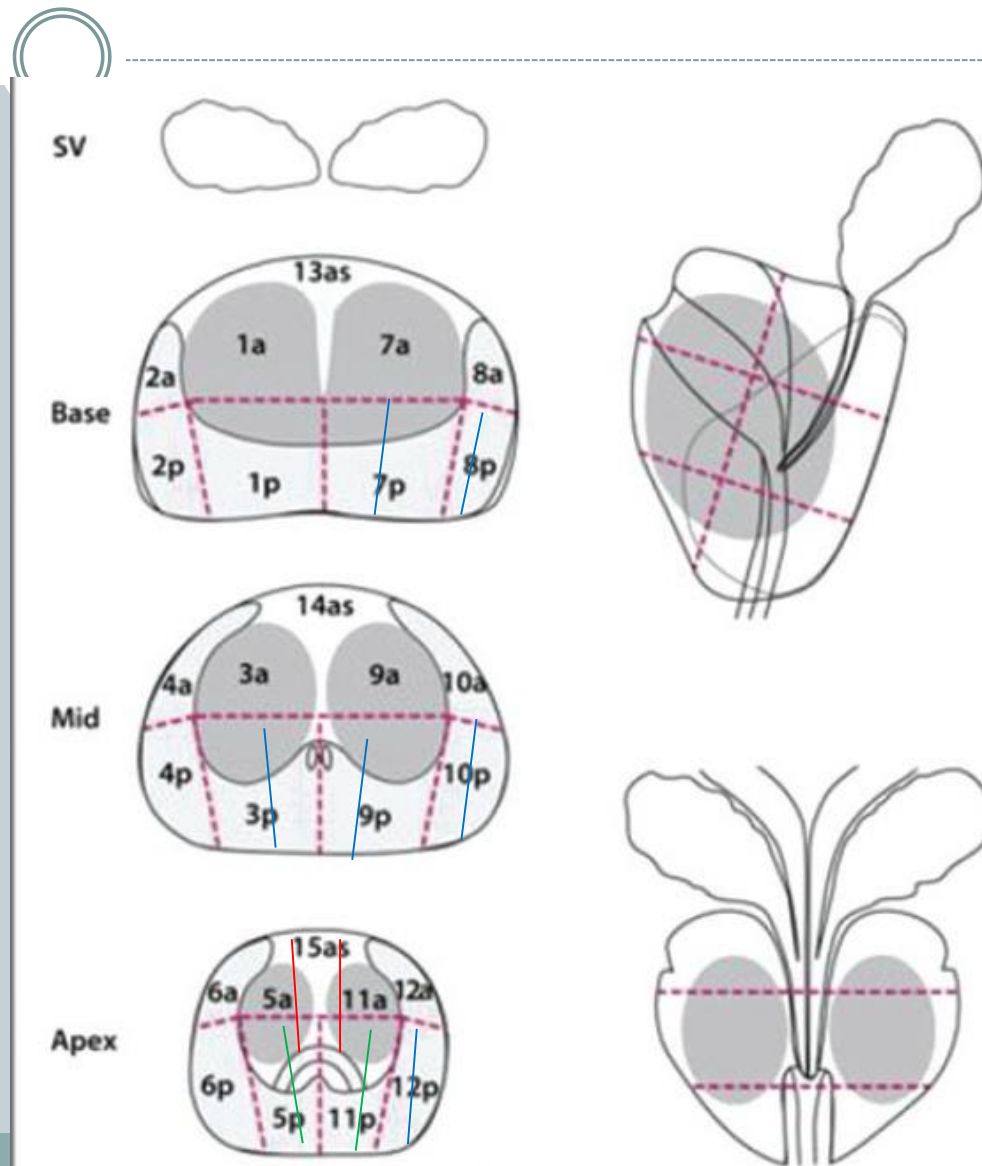 SV
13as
1a 7a
2a 8a
Base
2p 8p
1p 7p
14as
3a 9a
4a 10a
Mid
4p 10p
3p 9p
15as
6a 5a 11a 12a
Apex
6p 12p
5p 11p